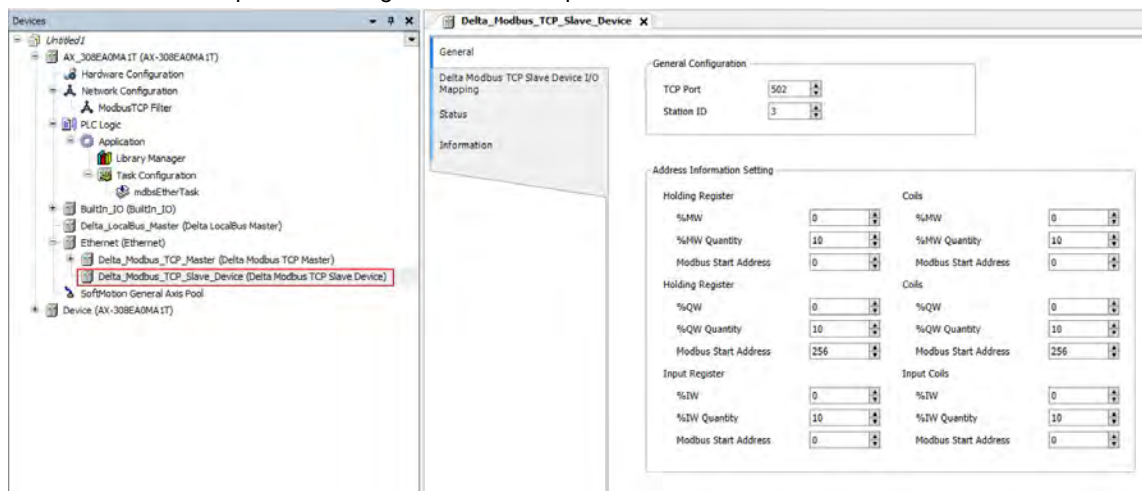 Devices
Untitled1
AX_308EA0MA1T (AX-308EA0MA1T)
Hardware Configuration
Network Configuration
ModbusTCP Filter
PLC Logic
Application
Library Manager
Task Configuration
mdbsEtherTask
BuiltIn_IO (BuiltIn_IO)
Delta_LocalBus_Master (Delta LocalBus Master)
Ethernet (Ethernet)
Delta_Modbus_TCP_Master (Delta Modbus TCP Master)
Delta_Modbus_TCP_Slave_Device (Delta Modbus TCP Slave Device)
SoftMotion General Axis Pool
Device (AX-308EA0MA1T)
Delta_Modbus_TCP_Slave_Device
General
Delta Modbus TCP Slave Device I/O
Mapping
Status
Information
General Configuration
TCP Port 502
Station ID 3
Address Information Setting
Holding Register Coils
%MW 0 %MW 0
%MW Quantity 10 %MW Quantity 10
Modbus Start Address 0 Modbus Start Address 0
Holding Register Coils
%QW 0 %QW 0
%QW Quantity 10 %QW Quantity 10
Modbus Start Address 256 Modbus Start Address 256
Input Register Input Coils
%IW 0 %IW 0
%IW Quantity 10 %IW Quantity 10
Modbus Start Address 0 Modbus Start Address 0